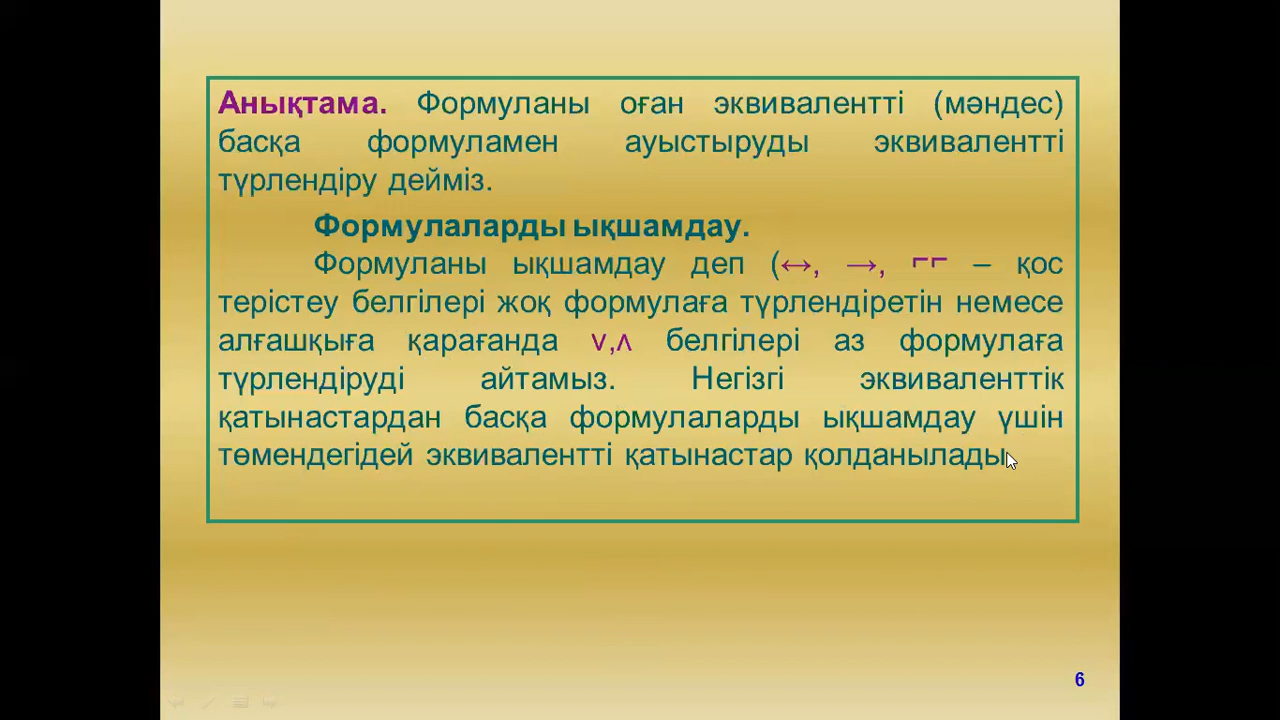 Анықтама. Формуланы оған эквивалентті (мәндес)
басқа формуламен ауыстыруды эквивалентті
түрлендіру дейміз.
Формулаларды ықшамдау.
Формуланы ықшамдау деп (↔, →, ⌐⌐ – қос
терістеу белгілері жоқ формулаға түрлендіретін немесе
алғашқыға қарағанда ᴠ,ʌ белгілері аз формулаға
түрлендіруді айтамыз. Негізгі эквиваленттік
қатынастардан басқа формулаларды ықшамдау үшін
төмендегідей эквивалентті қатынастар қолданылады
6